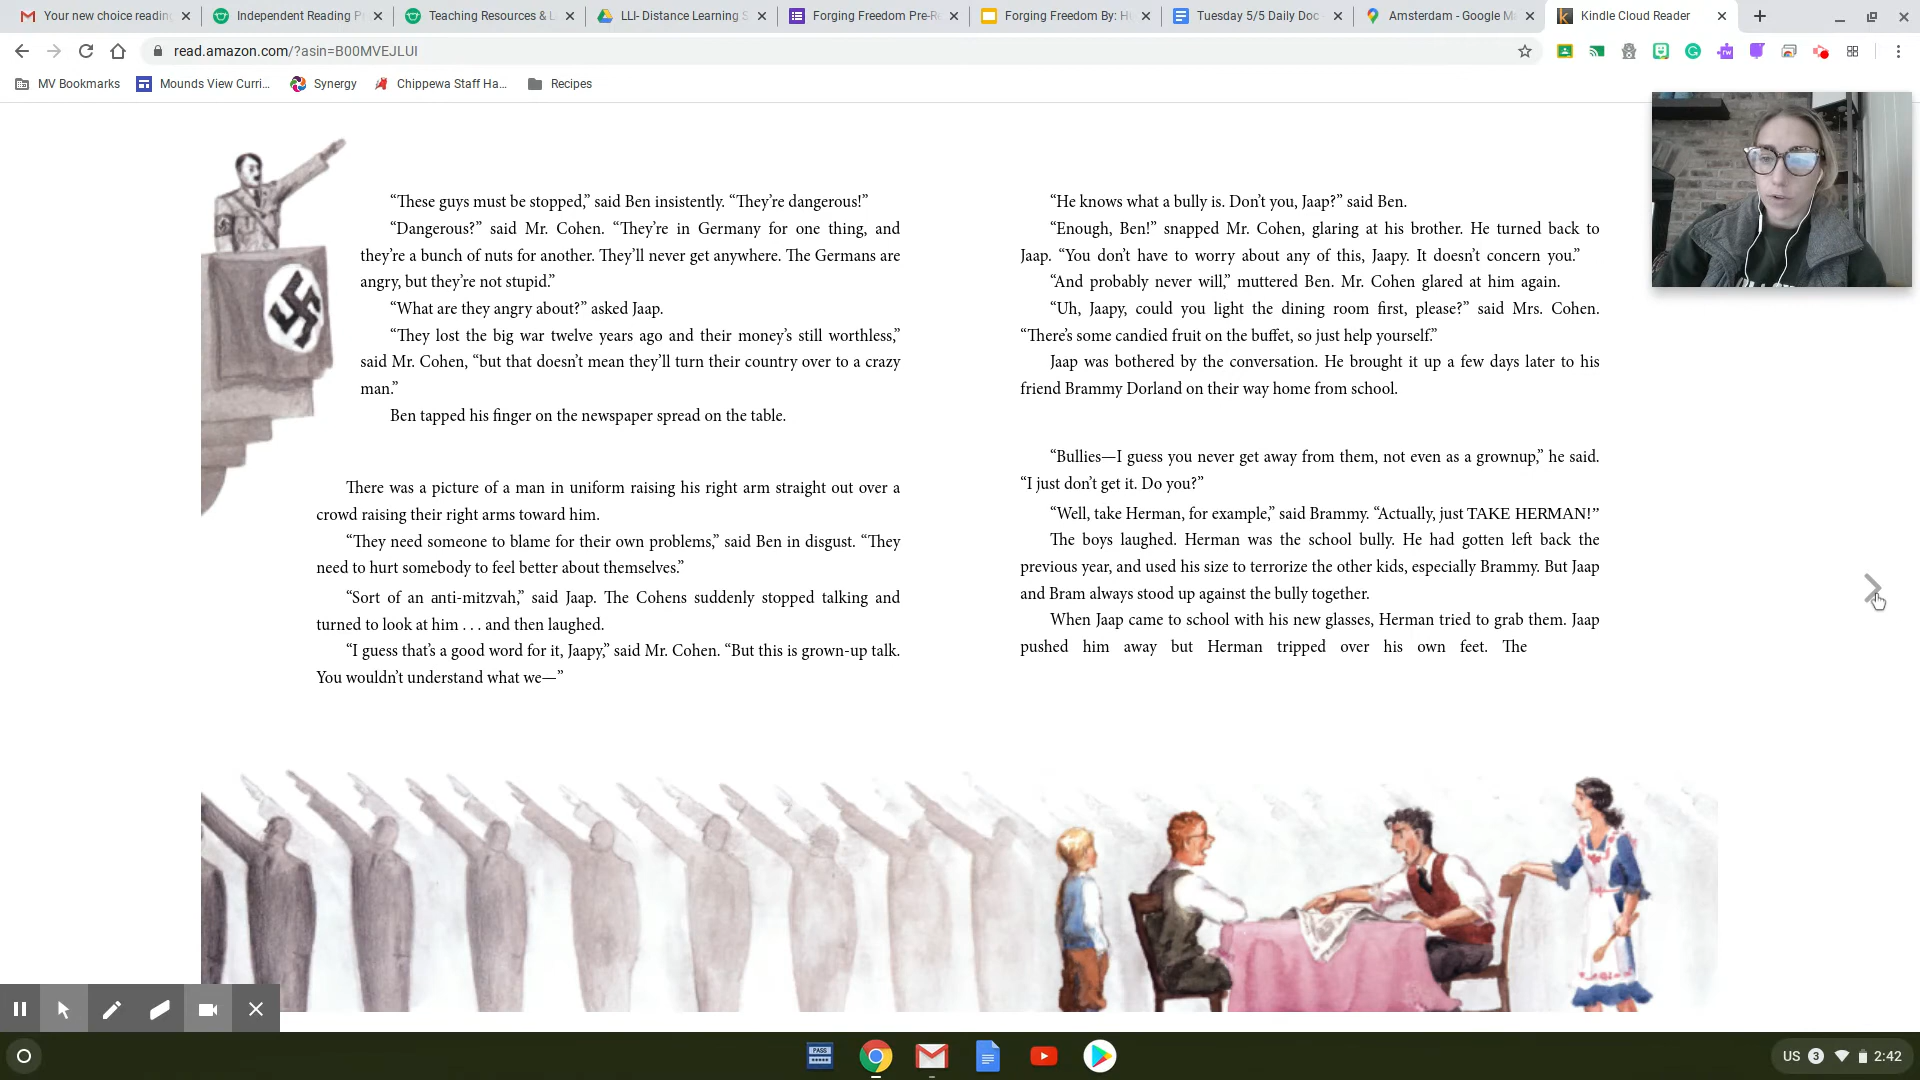 Your new choice reading
Independent Reading P
Teaching Resources & L
LLI- Distance Learning S
Forging Freedom Pre-R
Forging Freedom By: H
Tuesday 5/5 Daily Doc -
Amsterdam - Google M
Kindle Cloud Reader
read.amazon.com/?asin=B00MVEJLUI
MV Bookmarks
Mounds View Curri...
Synergy
Chippewa Staff Ha...
Recipes
“These guys must be stopped,” said Ben insistently. “They’re dangerous!”
“Dangerous?” said Mr. Cohen. “They’re in Germany for one thing, and
they’re a bunch of nuts for another. They’ll never get anywhere. The Germans are
angry, but they’re not stupid.”
“What are they angry about?” asked Jaap.
“They lost the big war twelve years ago and their money’s still worthless,”
said Mr. Cohen, “but that doesn’t mean they’ll turn their country over to a crazy
man.”
Ben tapped his finger on the newspaper spread on the table.
There was a picture of a man in uniform raising his right arm straight out over a
crowd raising their right arms toward him.
“They need someone to blame for their own problems,” said Ben in disgust. “They
need to hurt somebody to feel better about themselves.”
“Sort of an anti-mitzvah,” said Jaap. The Cohens suddenly stopped talking and
turned to look at him . . . and then laughed.
“I guess that’s a good word for it, Jaapy,” said Mr. Cohen. “But this is grown-up talk.
You wouldn’t understand what we—”
“He knows what a bully is. Don’t you, Jaap?” said Ben.
“Enough, Ben!” snapped Mr. Cohen, glaring at his brother. He turned back to
Jaap. “You don’t have to worry about any of this, Jaapy. It doesn’t concern you.”
“And probably never will,” muttered Ben. Mr. Cohen glared at him again.
“Uh, Jaapy, could you light the dining room first, please?” said Mrs. Cohen.
“There’s some candied fruit on the buffet, so just help yourself.”
Jaap was bothered by the conversation. He brought it up a few days later to his
friend Brammy Dorland on their way home from school.
“Bullies—I guess you never get away from them, not even as a grownup,” he said.
“I just don’t get it. Do you?”
“Well, take Herman, for example,” said Brammy. “Actually, just TAKE HERMAN!”
The boys laughed. Herman was the school bully. He had gotten left back the
previous year, and used his size to terrorize the other kids, especially Brammy. But Jaap
and Bram always stood up against the bully together.
When Jaap came to school with his new glasses, Herman tried to grab them. Jaap
pushed him away but Herman tripped over his own feet. The
PASS
US 3 2:42